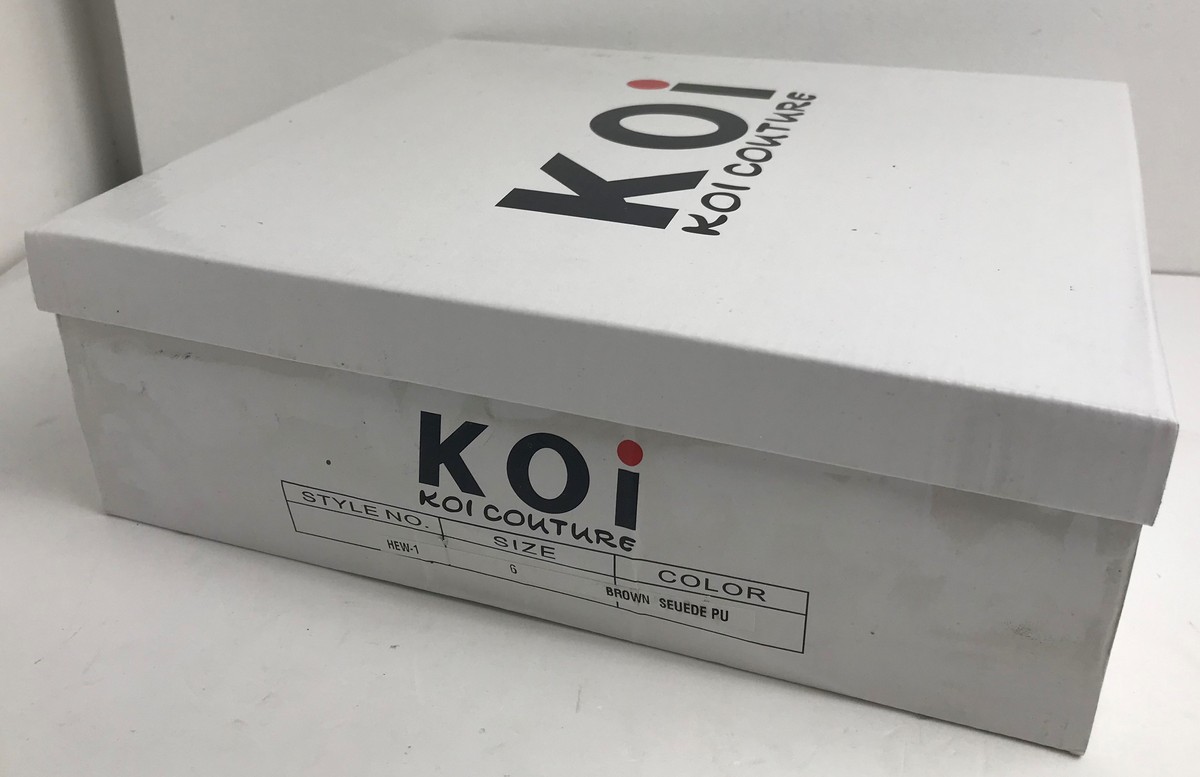 KOi
KOI COUTURE
KOi
KOI COUTURE
STYLE NO. SIZE COLOR
HEW-1 6 BROWN SEUEDE PU